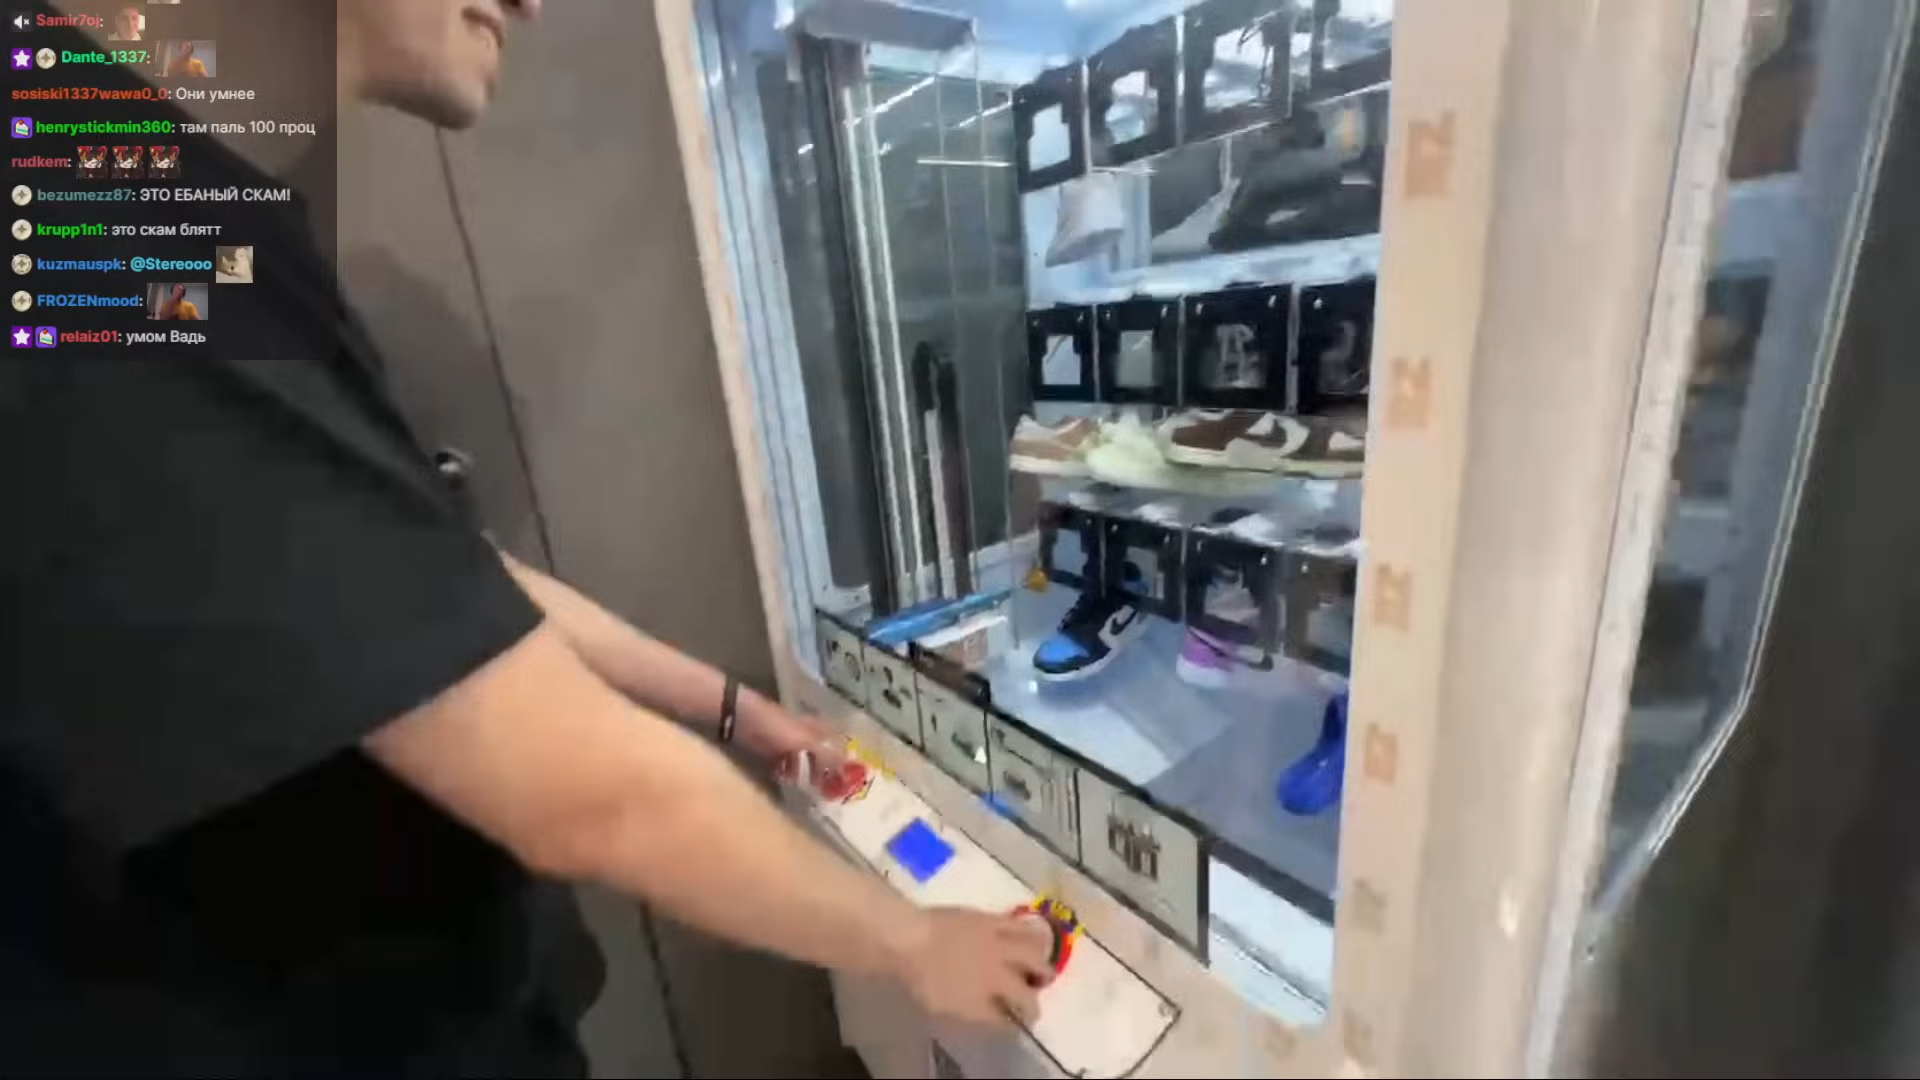 Samir7oj:
Dante_1337:
sosiski1337wawa0_0: Они умнее
henrystickmin360: там паль 100 проц
rudkem:
bezumezz87: ЭТО ЕБАНЫЙ СКАМ!
krupp1n1: это скам блятт
kuzmauspk: @Stereooo
FROZENmood:
relaiz01: умом Вадь